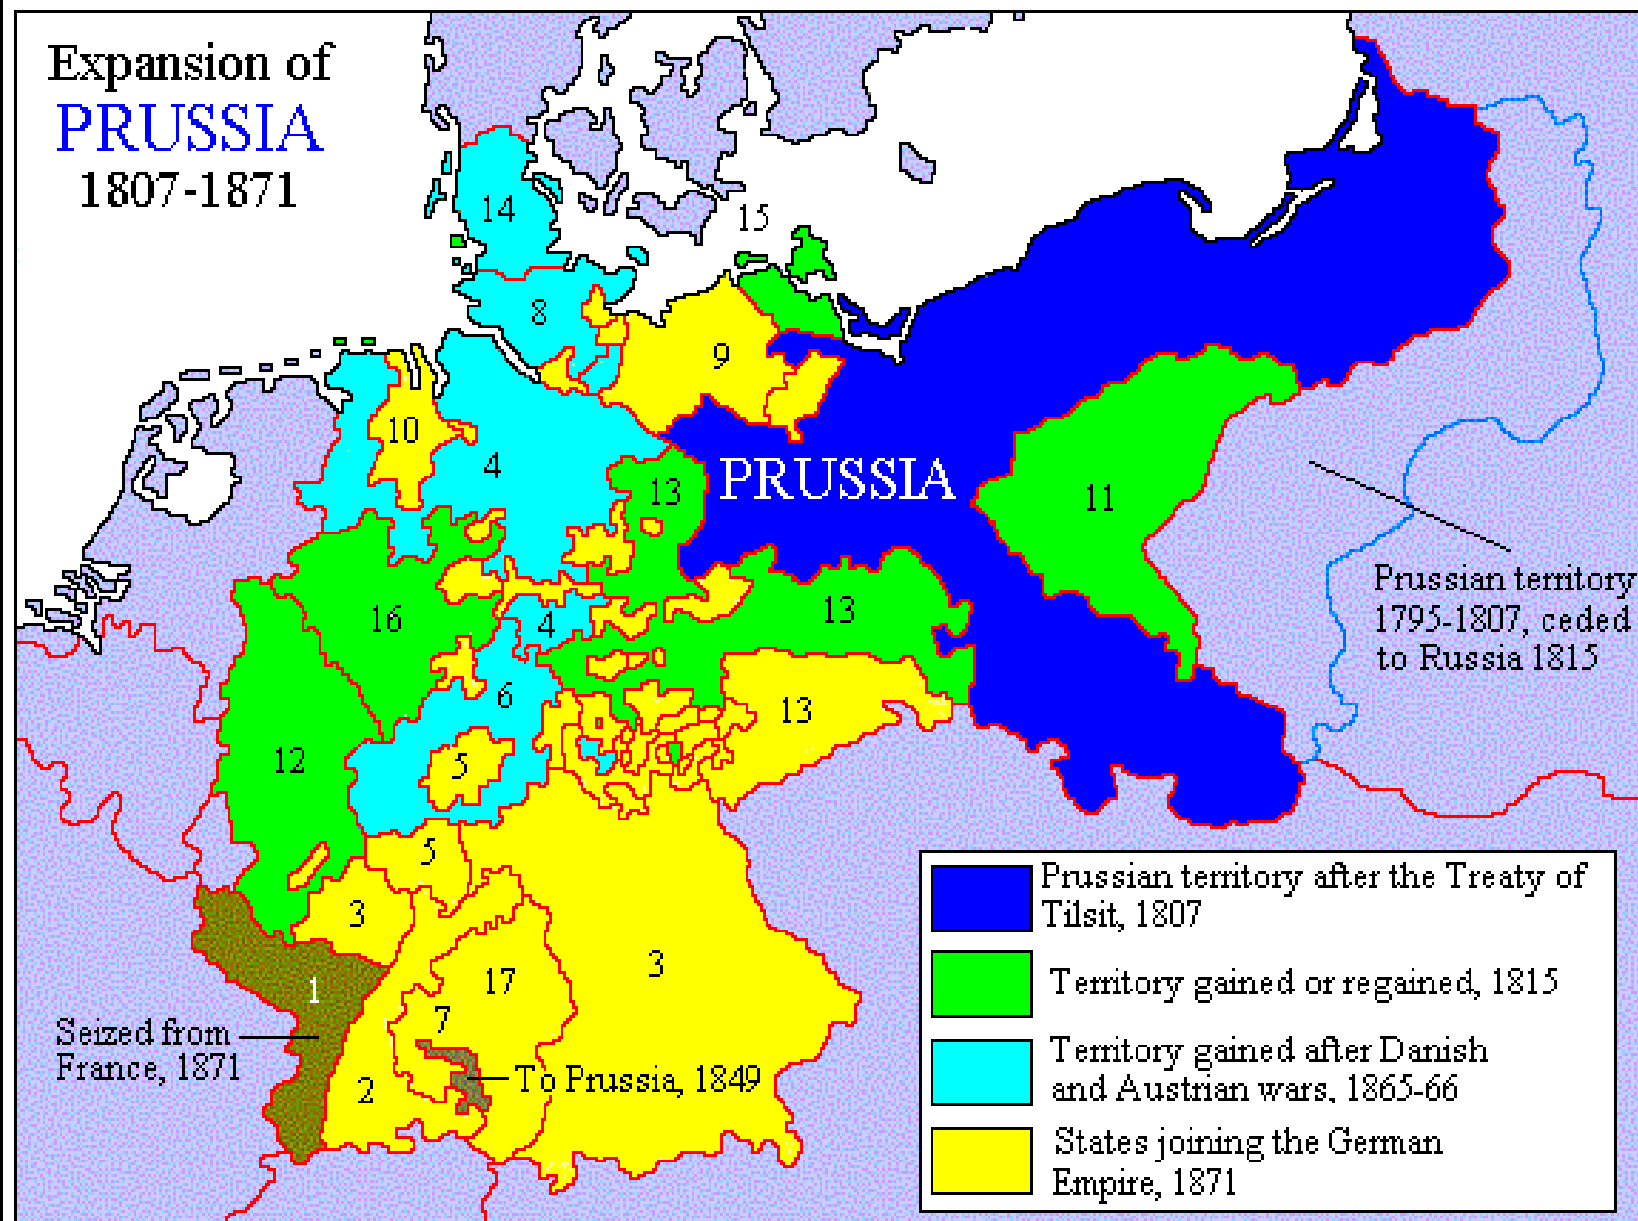 Expansion of
PRUSSIA
1807-1871
14
15
8
9
10
4
13
PRUSSIA
11
Prussian territory
1795-1807, ceded
to Russia 1815
16
4
13
6
13
12
5
5
3
3
17
1
7
Seized from
France, 1871
2
To Prussia, 1849
Prussian territory after the Treaty of
Tilsit, 1807
Territory gained or regained, 1815
Territory gained after Danish
and Austrian wars, 1865-66
States joining the German
Empire, 1871